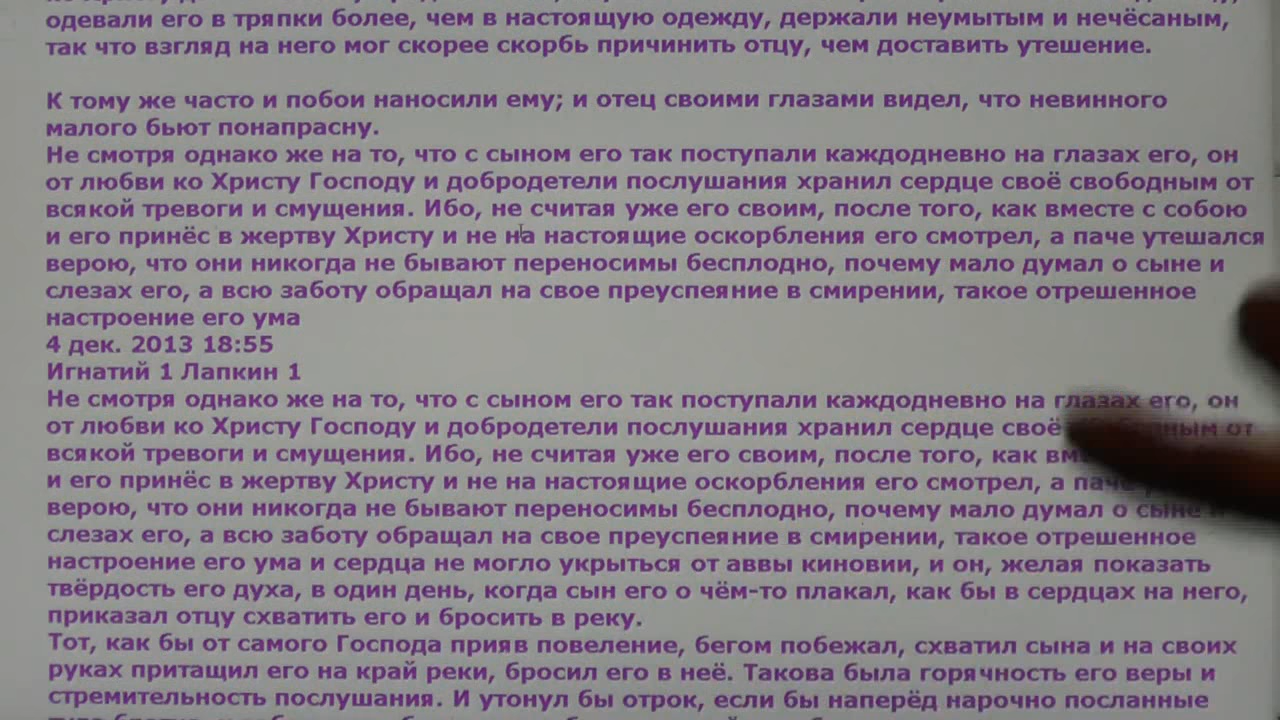 одевали его в тряпки более, чем в настоящую одежду, держали неумытым и нечёсаным,
так что взгляд на него мог скорее скорбь причинить отцу, чем доставить утешение.
К тому же часто и побои наносили ему; и отец своими глазами видел, что невинного
малого бьют понапрасну.
Не смотря однако же на то, что с сыном его так поступали каждодневно на глазах его, он
от любви ко Христу Господу и добродетели послушания хранил сердце своё свободным от
всякой тревоги и смущения. Ибо, не считая уже его своим, после того, как вместе с собою
и его принёс в жертву Христу и не на настоящие оскорбления его смотрел, а паче утешался
верою, что они никогда не бывают переносимы бесплодно, почему мало думал о сыне и
слезах его, а всю заботу обращал на свое преуспеяние в смирении, такое отрешенное
настроение его ума
4 дек. 2013 18:55
Игнатий 1 Лапкин 1
Не смотря однако же на то, что с сыном его так поступали каждодневно на глазах его, он
от любви ко Христу Господу и добродетели послушания хранил сердце своё от
всякой тревоги и смущения. Ибо, не считая уже его своим, после того, как
и его принёс в жертву Христу и не на настоящие оскорбления его смотрел, а паче
верою, что они никогда не бывают переносимы бесплодно, почему мало думал о сыне и
слезах его, а всю заботу обращал на свое преуспеяние в смирении, такое отрешенное
настроение его ума и сердца не могло укрыться от аввы киновии, и он, желая показать
твёрдость его духа, в один день, когда сын его о чём-то плакал, как бы в сердцах на него,
приказал отцу схватить его и бросить в реку.
Тот, как бы от самого Господа прияв повеление, бегом побежал, схватил сына и на своих
руках притащил его на край реки, бросил его в неё. Такова была горячность его веры и
стремительность послушания. И утонул бы отрок, если бы наперёд нарочно посланные